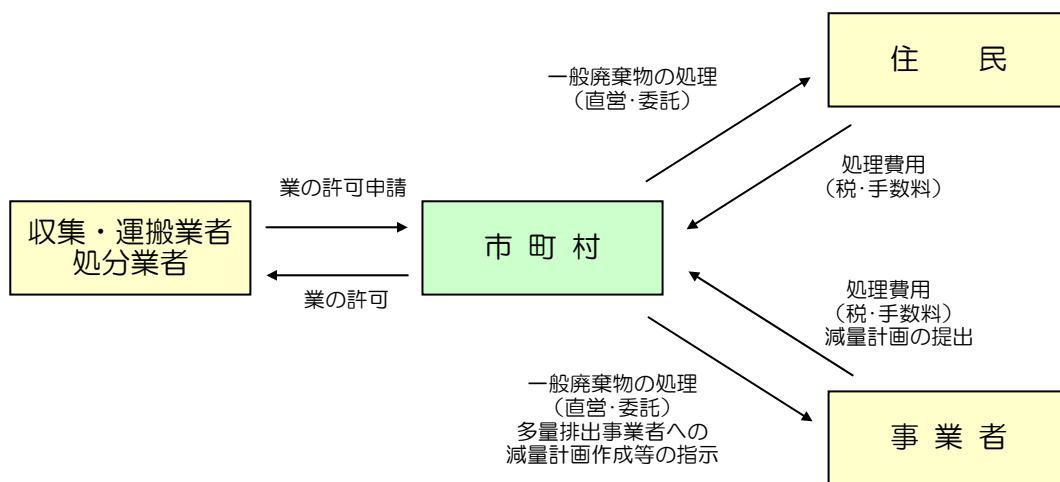 住　　民
一般廃棄物の処理
（直営･委託）
処理費用
（税･手数料）
業の許可申請
収集・運搬業者
処分業者
市 町 村
業の許可
処理費用
（税･手数料）
減量計画の提出
一般廃棄物の処理
（直営･委託）
多量排出事業者への
減量計画作成等の指示
事 業 者